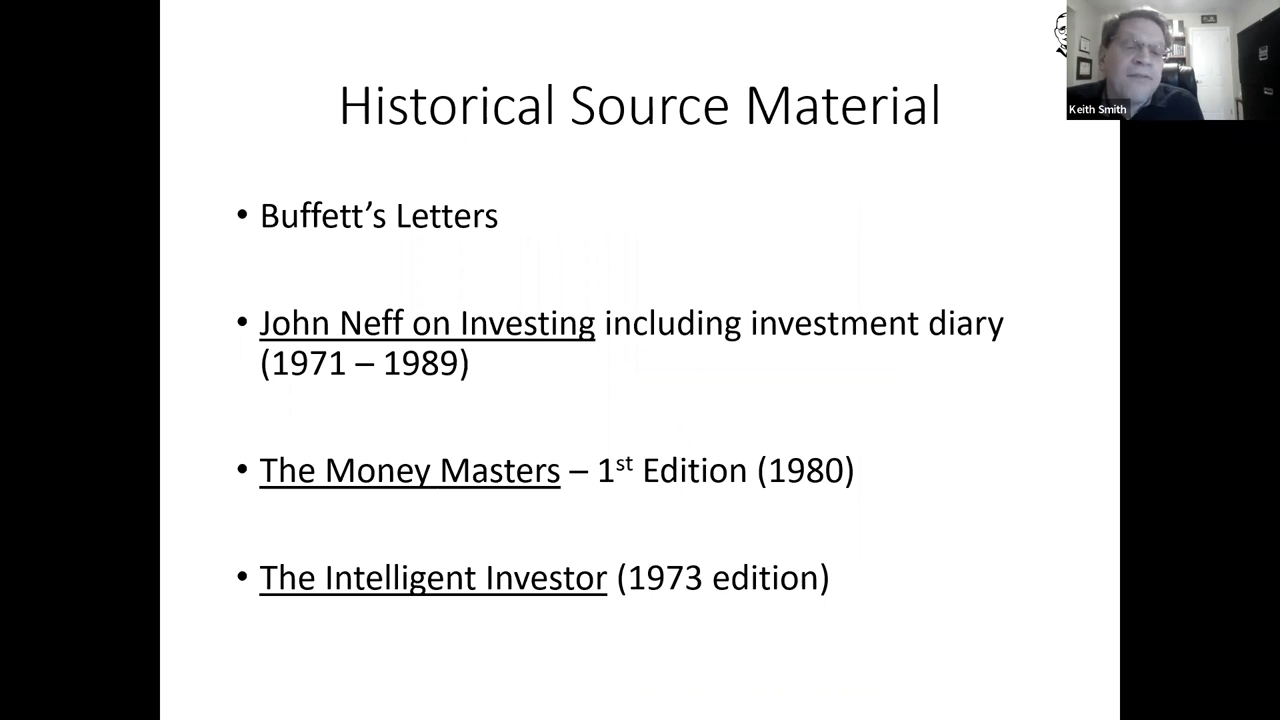 Historical Source Material
Keith Smith
• Buffett’s Letters
• John Neff on Investing including investment diary
(1971 – 1989)
• The Money Masters – 1st Edition (1980)
• The Intelligent Investor (1973 edition)